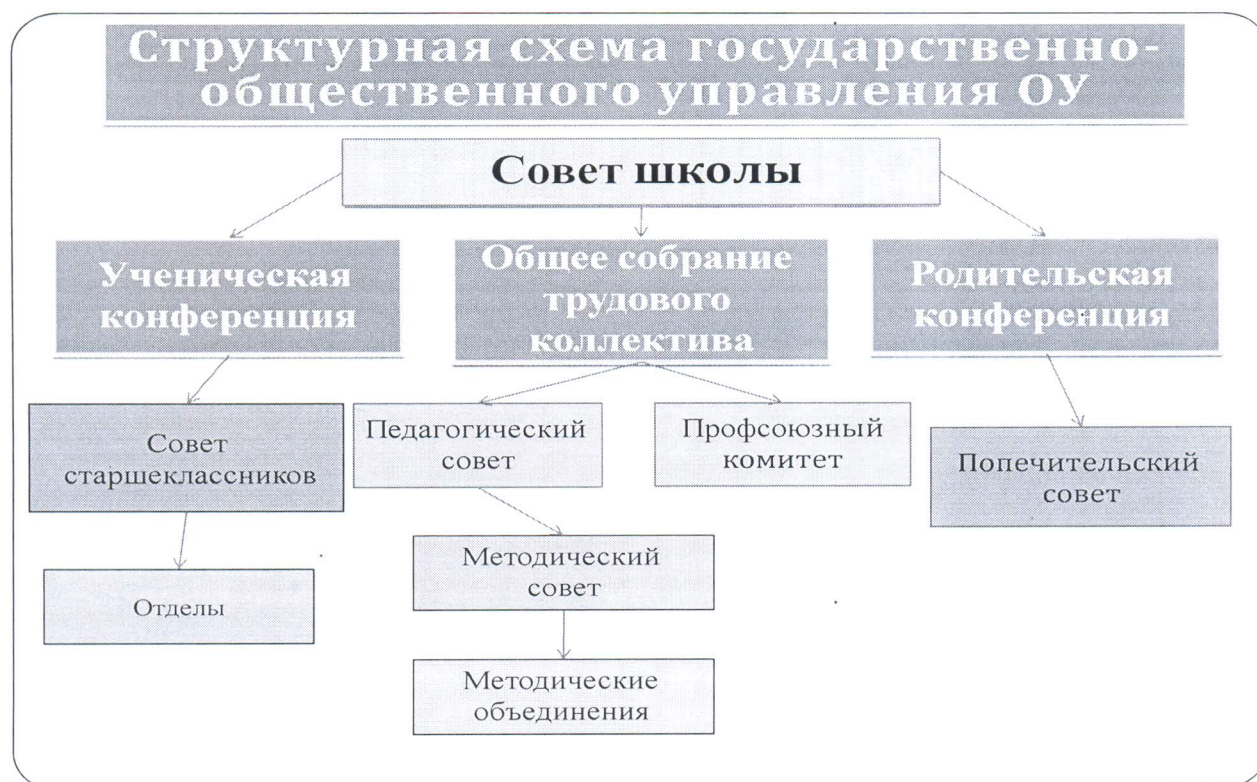 Структурная схема государственно-
общественного управления ОУ
Совет школы
Ученическая
конференция
Общее собрание
трудового
коллектива
Родительская
конференция
Совет
старшеклассников
Педагогический
совет
Профсоюзный
комитет
Попечительский
совет
Отделы
Методический
совет
Методические
объединения